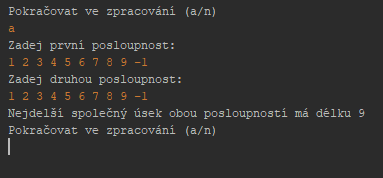 Pokračovat ve zpracování (a/n)
a
Zadej první posloupnost:
1 2 3 4 5 6 7 8 9 -1
Zadej druhou posloupnost:
1 2 3 4 5 6 7 8 9 -1
Nejdelší společný úsek obou posloupností má délku 9
Pokračovat ve zpracování (a/n)